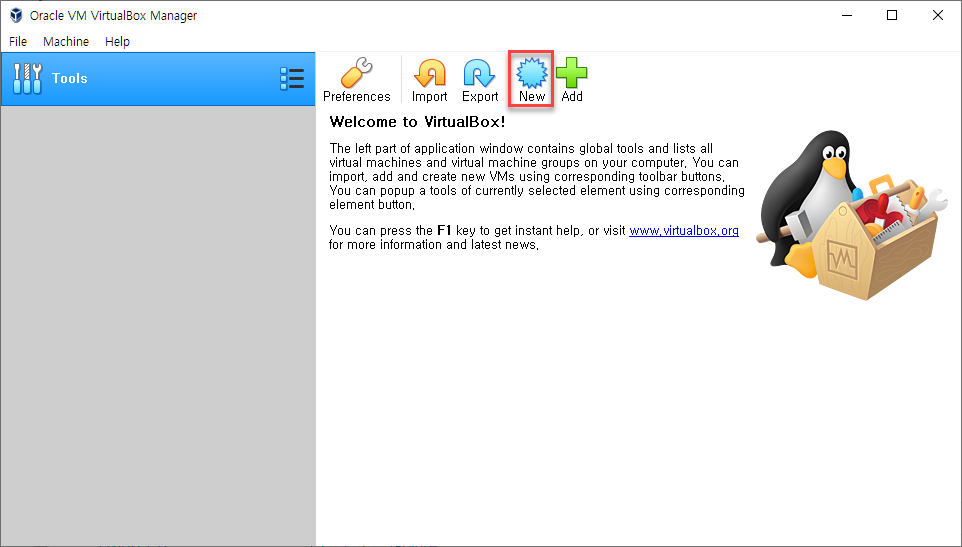 Oracle VM VirtualBox Manager
File Machine Help
Tools
Preferences Import Export New Add
Welcome to VirtualBox!
The left part of application window contains global tools and lists all
virtual machines and virtual machine groups on your computer. You can
import, add and create new VMs using corresponding toolbar buttons.
You can popup a tools of currently selected element using corresponding
element button.
You can press the F1 key to get instant help, or visit www.virtualbox.org
for more information and latest news.